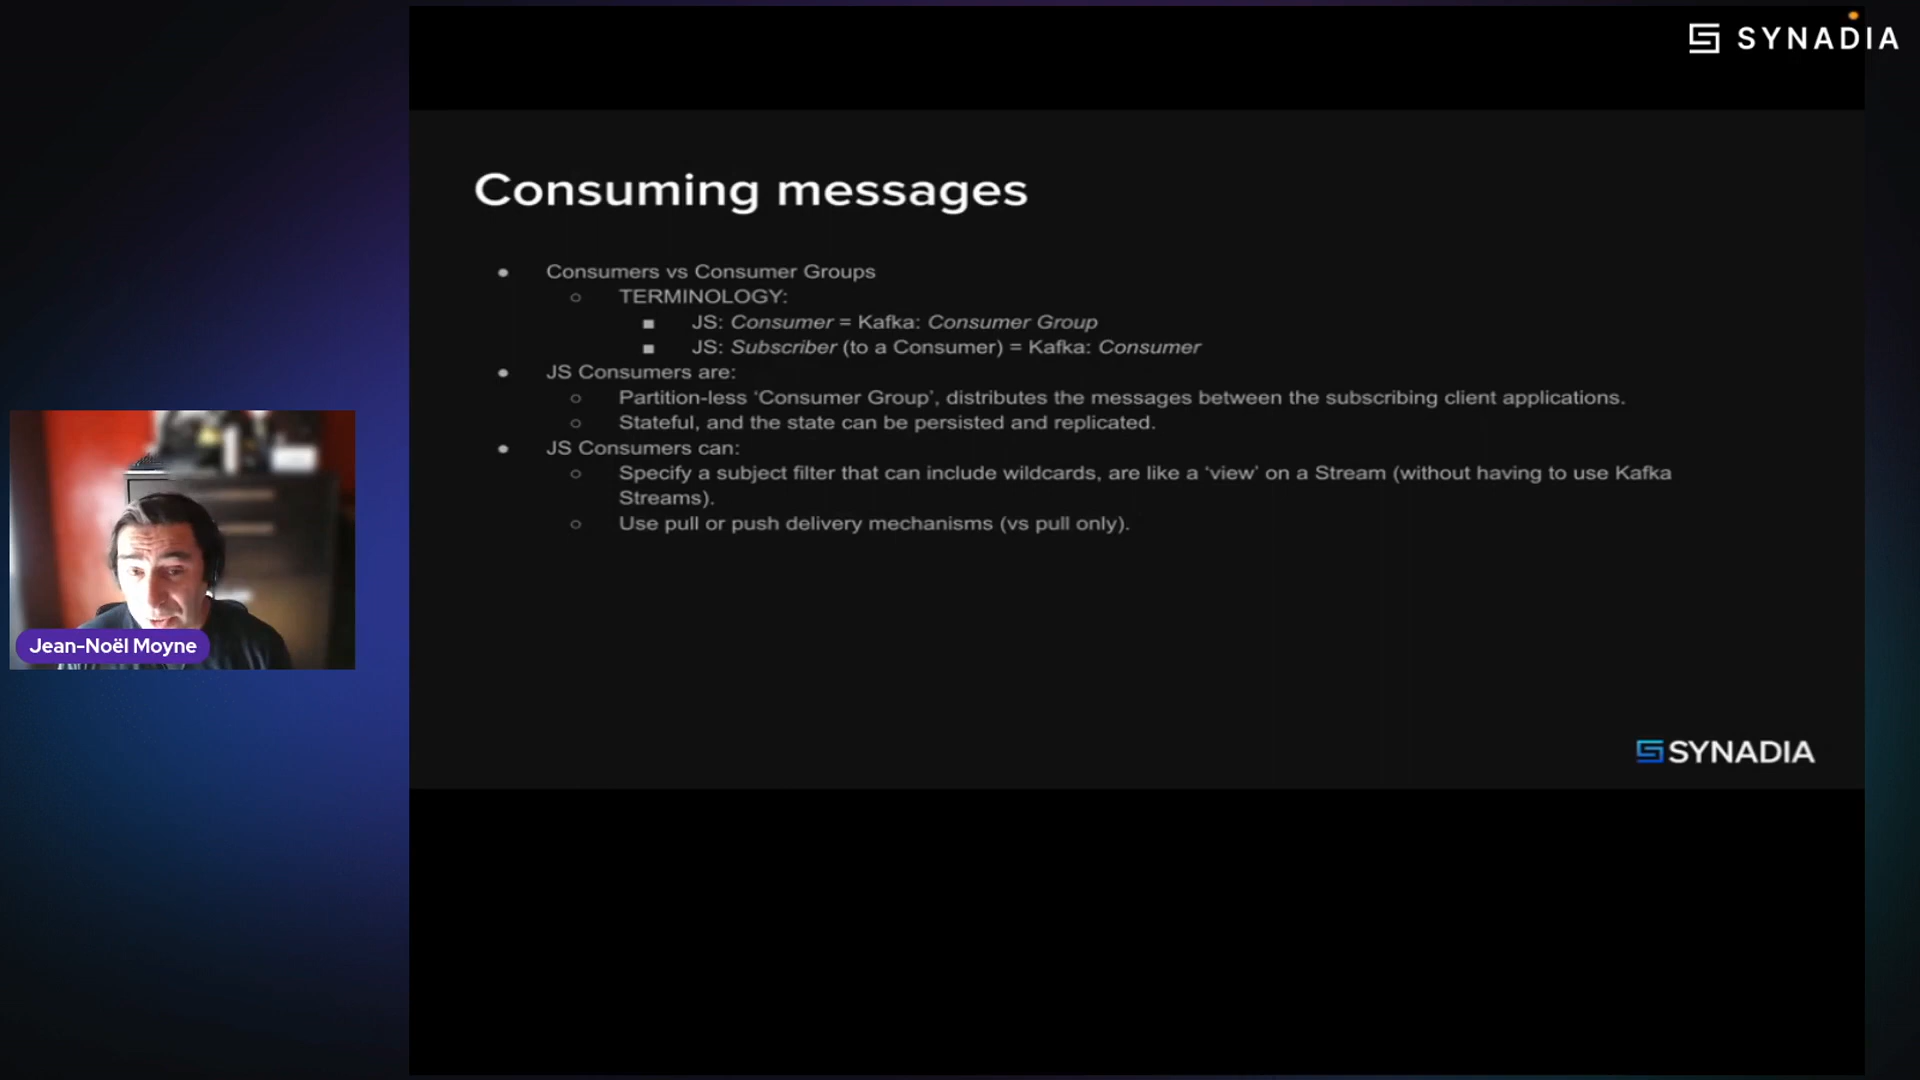 SYNADIA
Consuming messages
● Consumers vs Consumer Groups
○ TERMINOLOGY:
■ JS: Consumer = Kafka: Consumer Group
■ JS: Subscriber (to a Consumer) = Kafka: Consumer
● JS Consumers are:
○ Partition-less ‘Consumer Group’, distributes the messages between the subscribing client applications.
○ Stateful, and the state can be persisted and replicated.
● JS Consumers can:
○ Specify a subject filter that can include wildcards, are like a ‘view’ on a Stream (without having to use Kafka
Streams).
○ Use pull or push delivery mechanisms (vs pull only).
Jean-Noël Moyne
SYNADIA